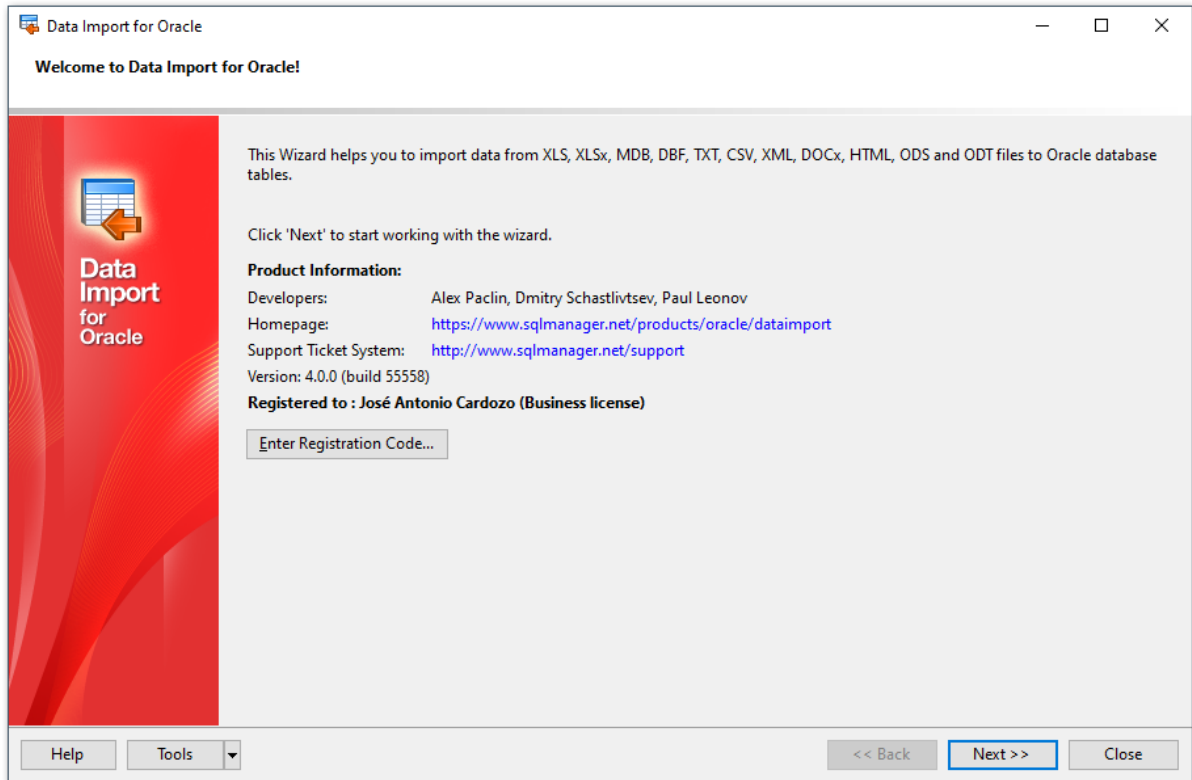 Data Import for Oracle
Welcome to Data Import for Oracle!
Data
Import
for
Oracle
This Wizard helps you to import data from XLS, XLSx, MDB, DBF, TXT, CSV, XML, DOCx, HTML, ODS and ODT files to Oracle database
tables.
Click 'Next' to start working with the wizard.
Product Information:
Developers: Alex Paclin, Dmitry Schastlivtsev, Paul Leonov
Homepage: https://www.sqlmanager.net/products/oracle/dataimport
Support Ticket System: http://www.sqlmanager.net/support
Version: 4.0.0 (build 55558)
Registered to : José Antonio Cardozo (Business license)
Enter Registration Code...
Help Tools << Back Next >> Close